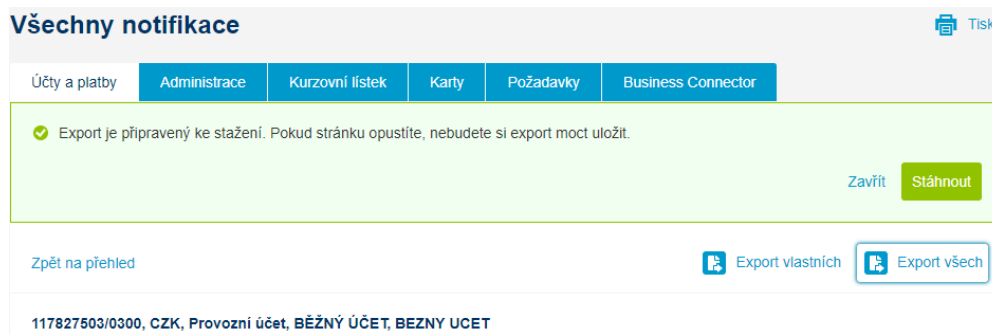 Všechny notifikace
Tisk
Účty a platby Administrace Kurzovní lístek Karty Požadavky Business Connector
Export je připravený ke stažení. Pokud stránku opustíte, nebudete si export moct uložit.
Zavřít Stáhnout
Zpět na přehled Export vlastních Export všech
117827503/0300, CZK, Provozní účet, BĚŽNÝ ÚČET, BEZNY UCET